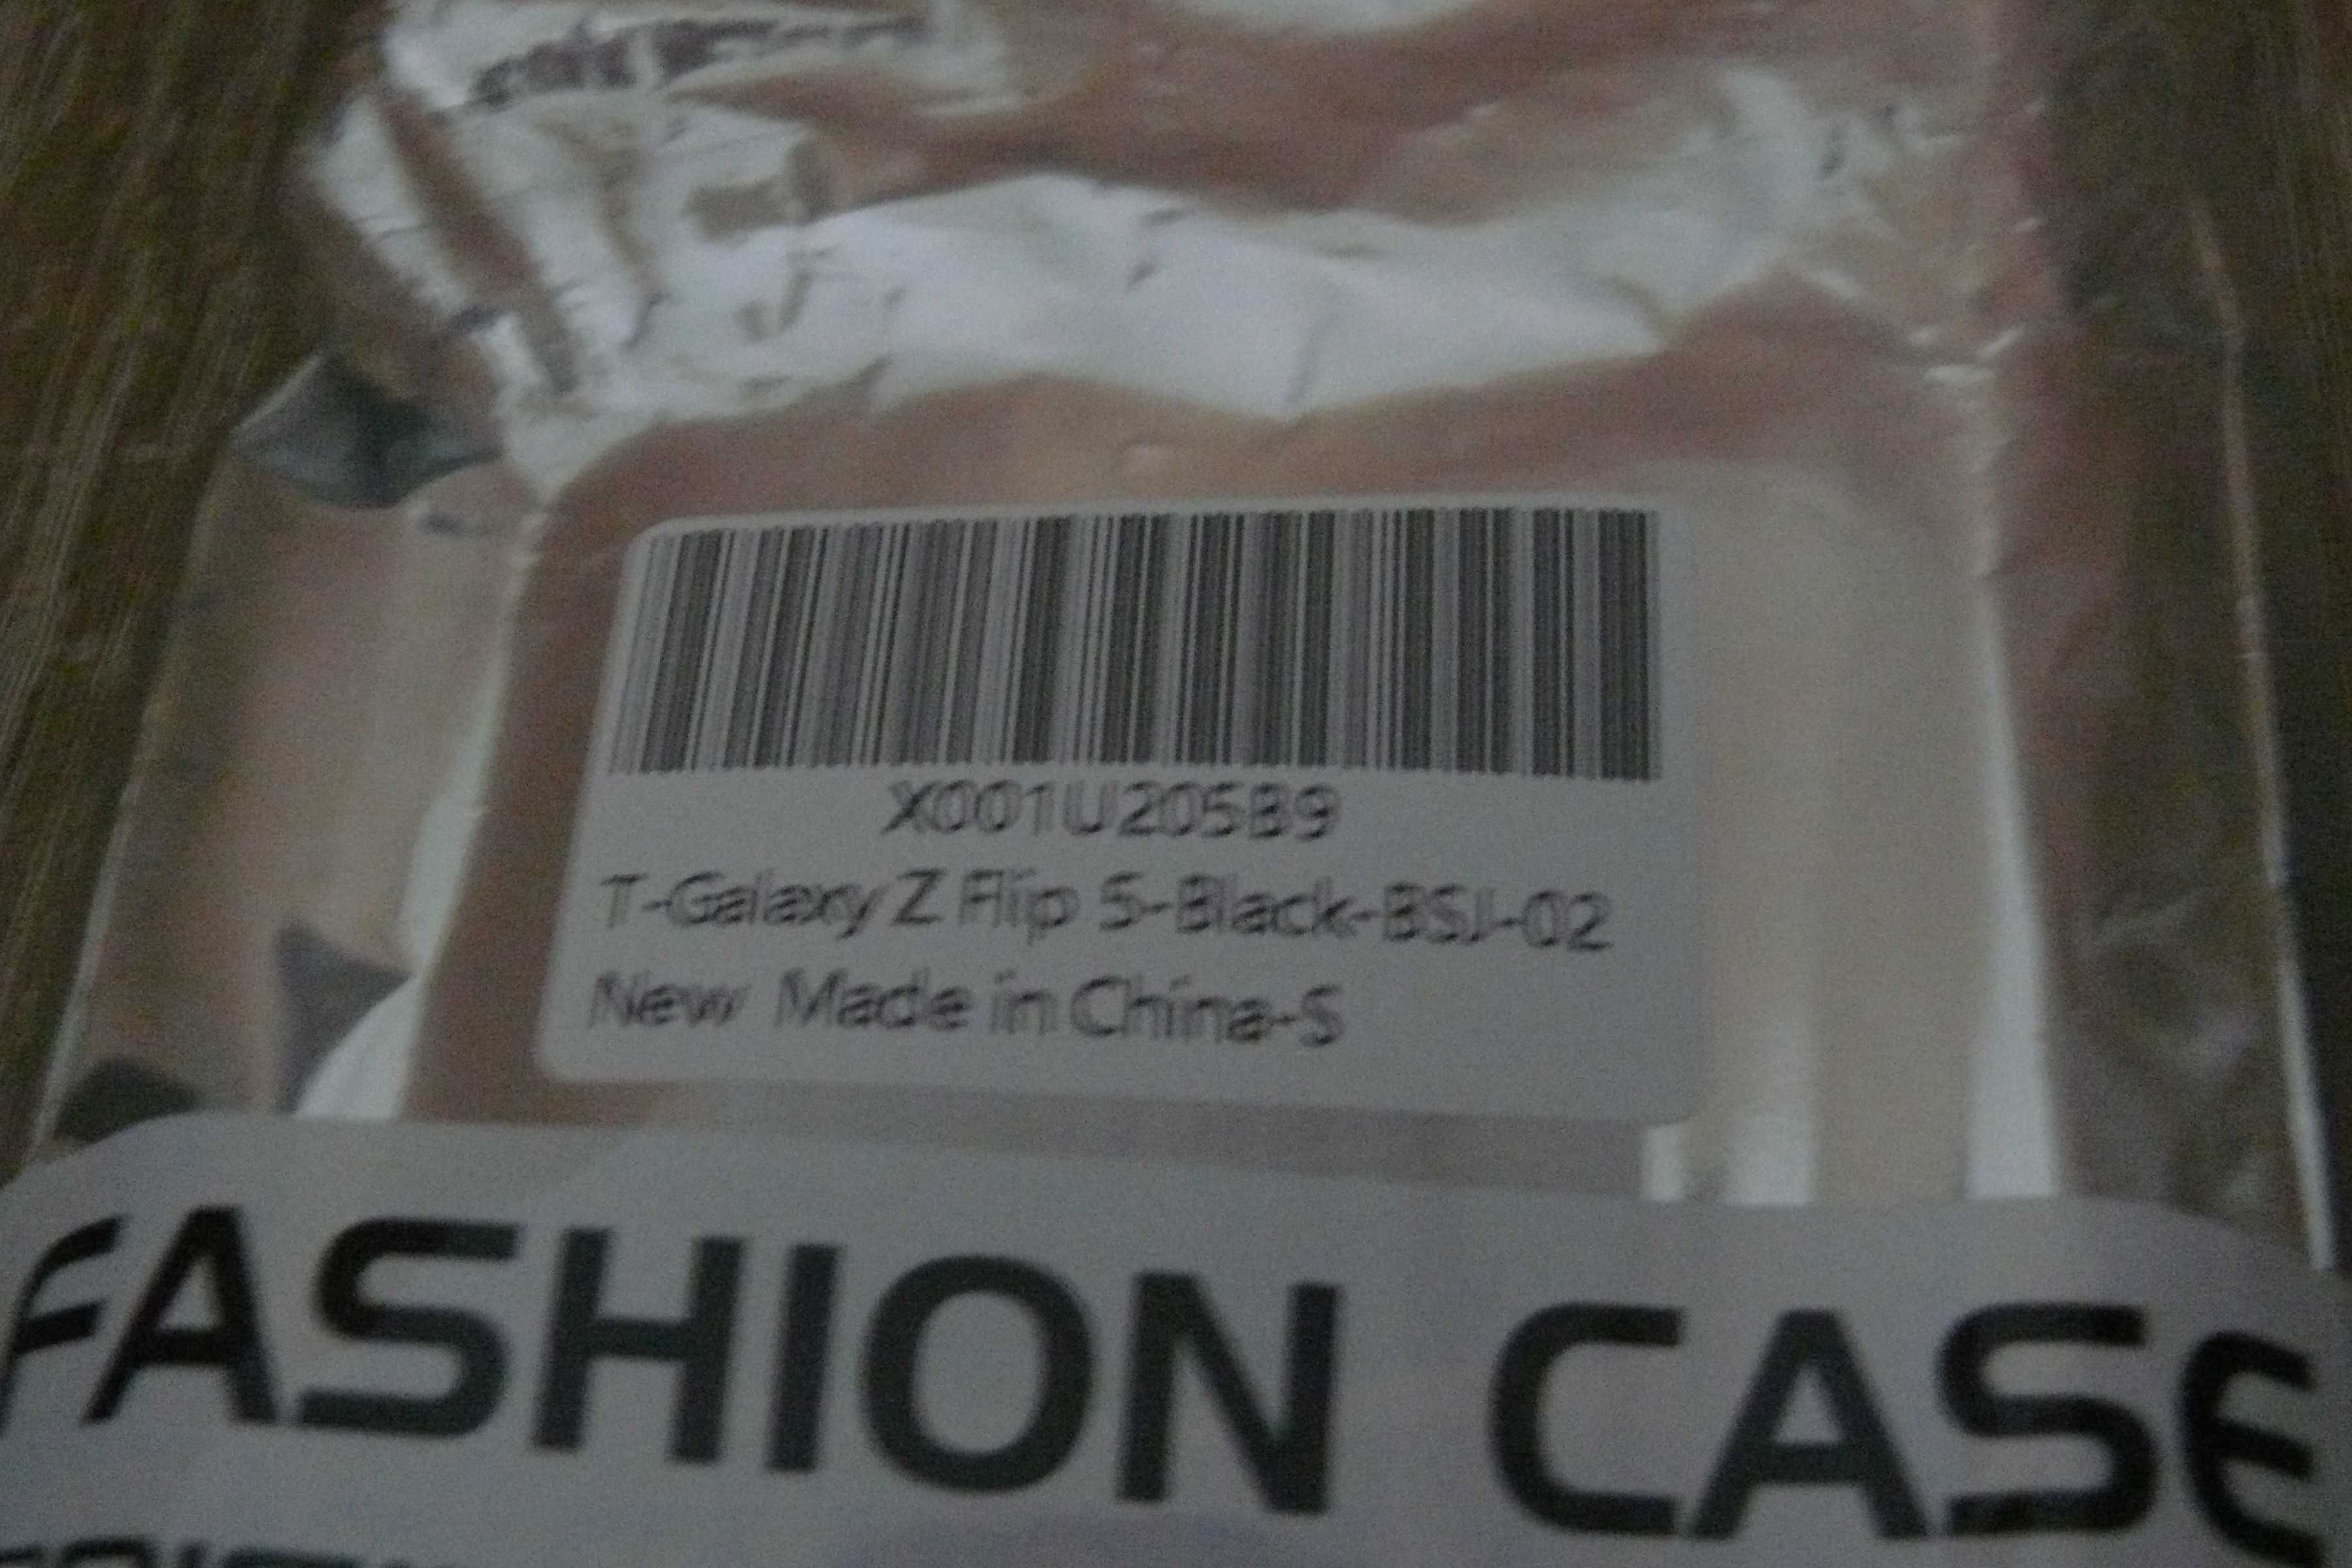 X001U205B9
T-Galaxy Z Flip 5-Black-BSJ-02
New Made in China-S
FASHION CASE